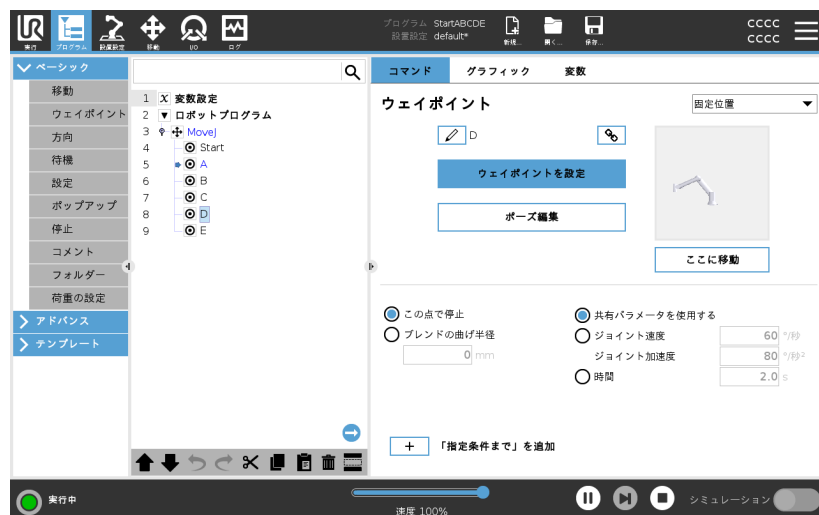 UR
実行
プログラム
設置設定
移動
I/O
ログ
プログラム StartABCDE
設置設定 default*
新規...
開く...
保存...
CCCC
CCCC
ベーシック
移動
ウェイポイント
方向
待機
設定
ポップアップ
停止
コメント
フォルダー
荷重の設定
アドバンス
テンプレート
1 X 変数設定
2 ▼ ロボットプログラム
3 MoveJ
4 Start
5 A
6 B
7 C
8 D
9 E
コマンド グラフィック 変数
ウェイポイント
固定位置
D
ウェイポイントを設定
ポーズ編集
ここに移動
この点で停止
ブレンドの曲げ半径
0 mm
共有パラメータを使用する
ジョイント速度 60 °/秒
ジョイント加速度 80 °/秒²
時間 2.0 s
+ 「指定条件まで」を追加
実行中
速度 100%
シミュレーション